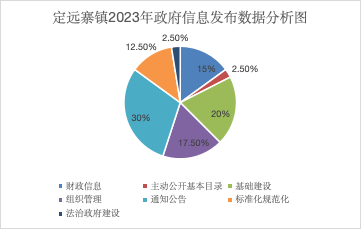 定远寨镇2023年政府信息发布数据分析图
2.50%
12.50%
15%
2.50%
20%
30%
17.50%
财政信息 主动公开基本目录 基础建设
组织管理 通知公告 标准化规范化
法治政府建设